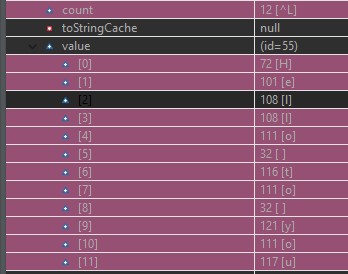 count 12 [^L]
toStringCache null
value (id=55)
[0] 72 [H]
[1] 101 [e]
[2] 108 [l]
[3] 108 [l]
[4] 111 [o]
[5] 32 [ ]
[6] 116 [t]
[7] 111 [o]
[8] 32 [ ]
[9] 121 [y]
[10] 111 [o]
[11] 117 [u]